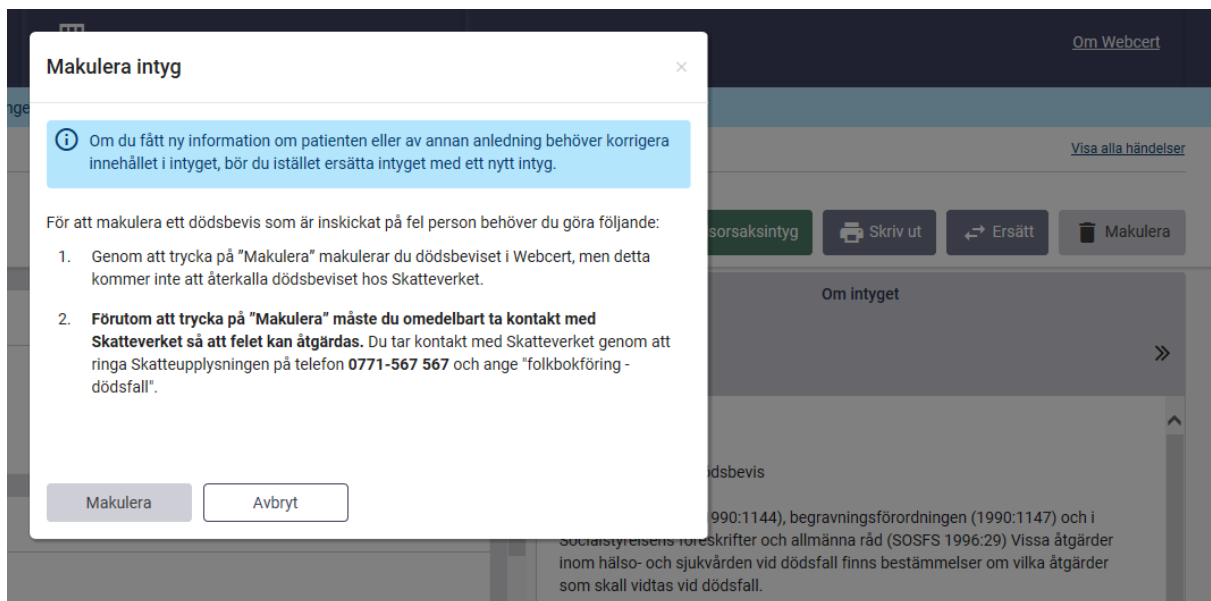 Om Webcert
Makulera intyg
Om du fått ny information om patienten eller av annan anledning behöver korrigera
innehållet i intyget, bör du istället ersätta intyget med ett nytt intyg.
Visa alla händelser
För att makulera ett dödsbevis som är inskickat på fel person behöver du göra följande:
1. Genom att trycka på ”Makulera” makulerar du dödsbeviset i Webcert, men detta
kommer inte att återkalla dödsbeviset hos Skatteverket.
2. Förutom att trycka på ”Makulera” måste du omedelbart ta kontakt med
Skatteverket så att felet kan åtgärdas. Du tar kontakt med Skatteverket genom att
ringa Skatteupplysningen på telefon 0771-567 567 och ange "folkbokföring -
dödsfall".
Makulera
Avbryt
sorsaksintyg
Skriv ut
Ersätt
Makulera
Om intyget
dödsbevis
990:1144), begravningsförordningen (1990:1147) och i
Socialstyrelsens föreskrifter och allmänna råd (SOSFS 1996:29) Vissa åtgärder
inom hälso- och sjukvården vid dödsfall finns bestämmelser om vilka åtgärder
som skall vidtas vid dödsfall.